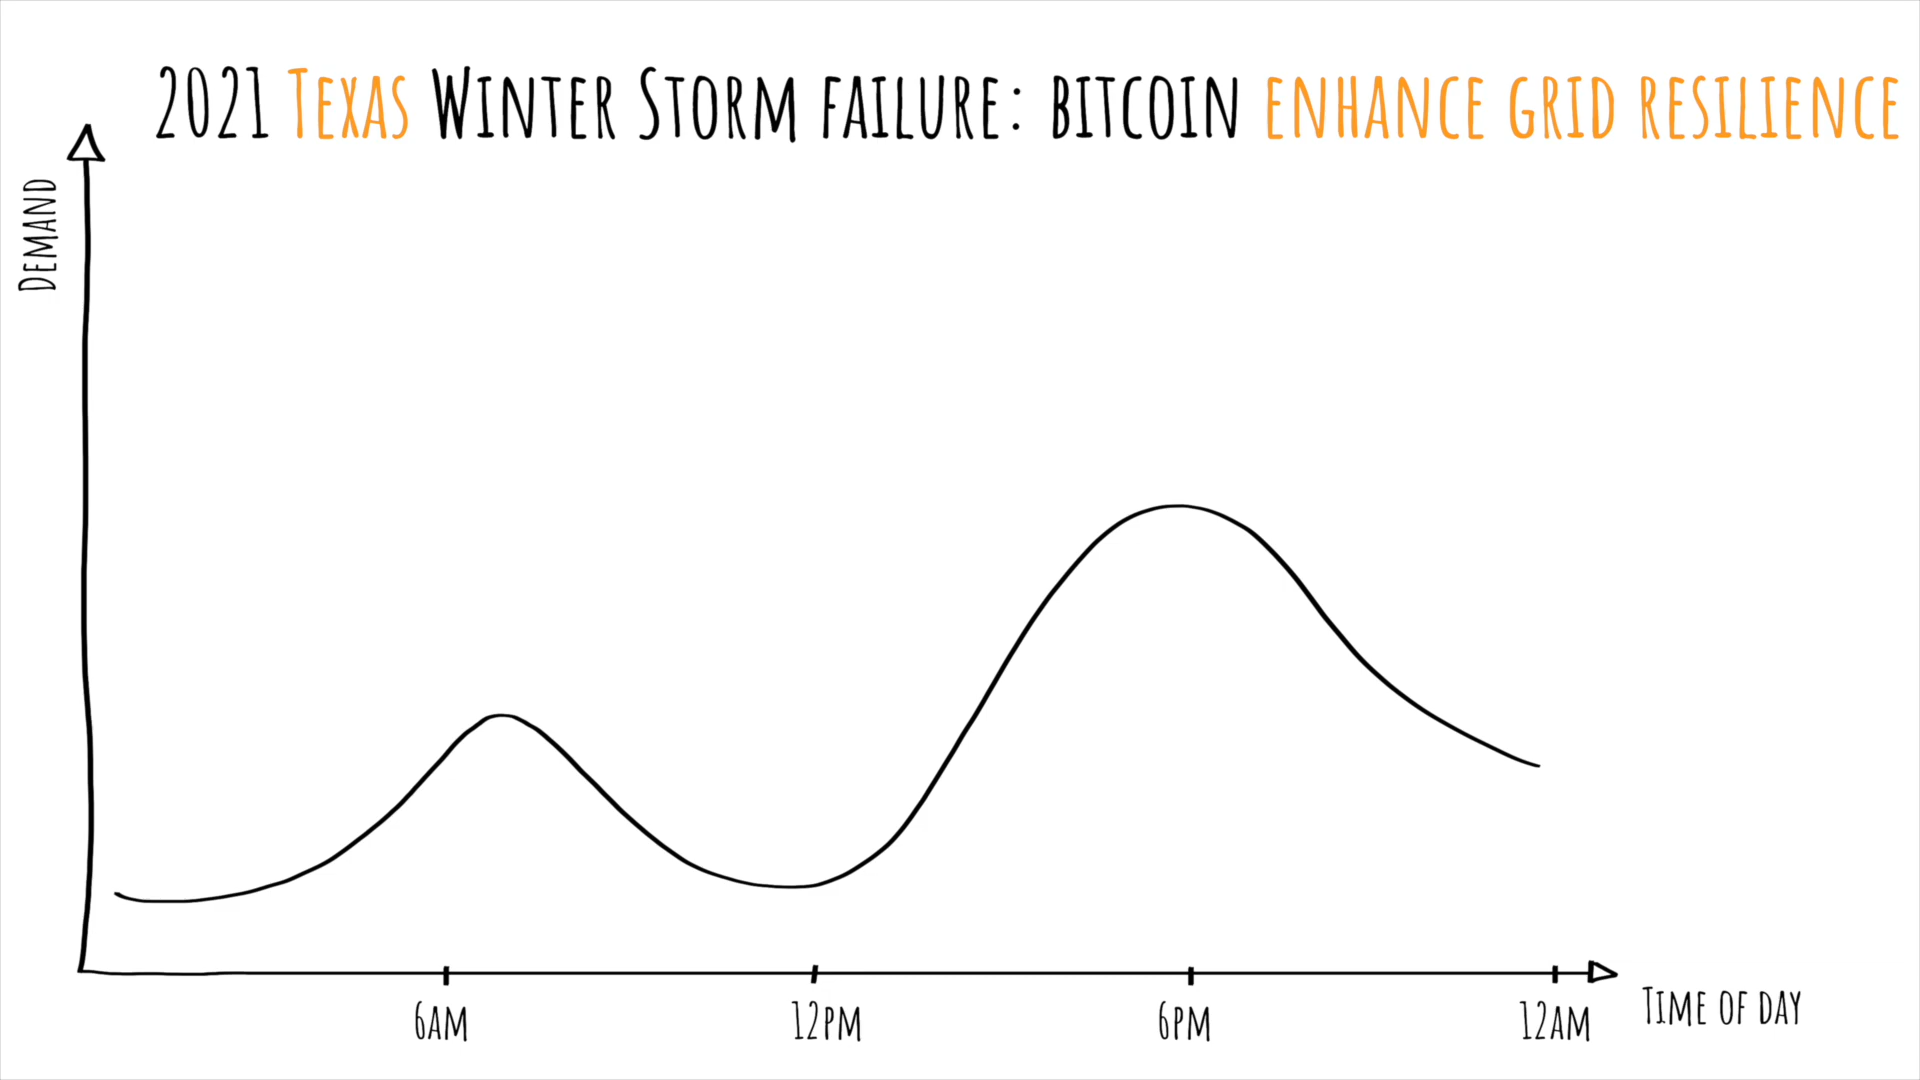 2021 Texas Winter Storm failure: bitcoin enhance grid resilience
Demand
6am
12pm
6pm
12am
Time of day